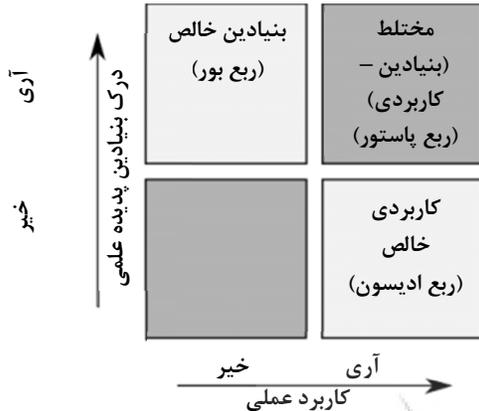 مختلط
(بنیادین –
کاربردی)
(ربع پاستور)
بنیادین خالص
(ربع بور)
آری
درک بنیادین پدیده علمی
خیر
کاربردی
خالص
(ربع ادیسون)
آری
خیر
کاربرد عملی